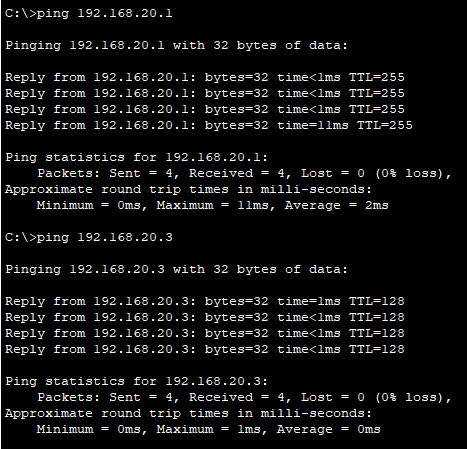 C:\>ping 192.168.20.1
Pinging 192.168.20.1 with 32 bytes of data:
Reply from 192.168.20.1: bytes=32 time<1ms TTL=255
Reply from 192.168.20.1: bytes=32 time<1ms TTL=255
Reply from 192.168.20.1: bytes=32 time<1ms TTL=255
Reply from 192.168.20.1: bytes=32 time=11ms TTL=255
Ping statistics for 192.168.20.1:
    Packets: Sent = 4, Received = 4, Lost = 0 (0% loss),
Approximate round trip times in milli-seconds:
    Minimum = 0ms, Maximum = 11ms, Average = 2ms
C:\>ping 192.168.20.3
Pinging 192.168.20.3 with 32 bytes of data:
Reply from 192.168.20.3: bytes=32 time=1ms TTL=128
Reply from 192.168.20.3: bytes=32 time<1ms TTL=128
Reply from 192.168.20.3: bytes=32 time<1ms TTL=128
Reply from 192.168.20.3: bytes=32 time<1ms TTL=128
Ping statistics for 192.168.20.3:
    Packets: Sent = 4, Received = 4, Lost = 0 (0% loss),
Approximate round trip times in milli-seconds:
    Minimum = 0ms, Maximum = 1ms, Average = 0ms